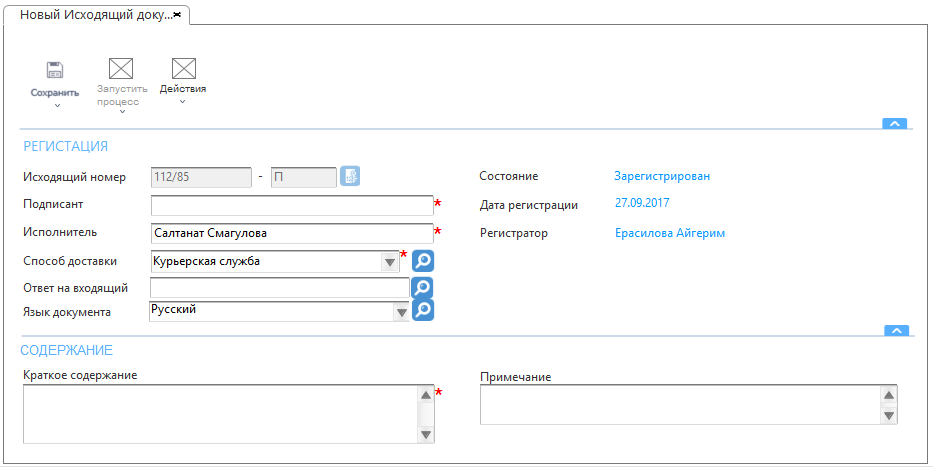 Новый Исходящий доку...
Сохранить
Запустить
процесс
Действия
РЕГИСТАЦИЯ
Исходящий номер 112/85 - П
Состояние Зарегистрирован
Подписант *
Дата регистрации 27.09.2017
Исполнитель Салтанат Смагулова *
Регистратор Ерасилова Айгерим
Способ доставки Курьерская служба *
Ответ на входящий
Язык документа Русский
СОДЕРЖАНИЕ
Краткое содержание *
Примечание